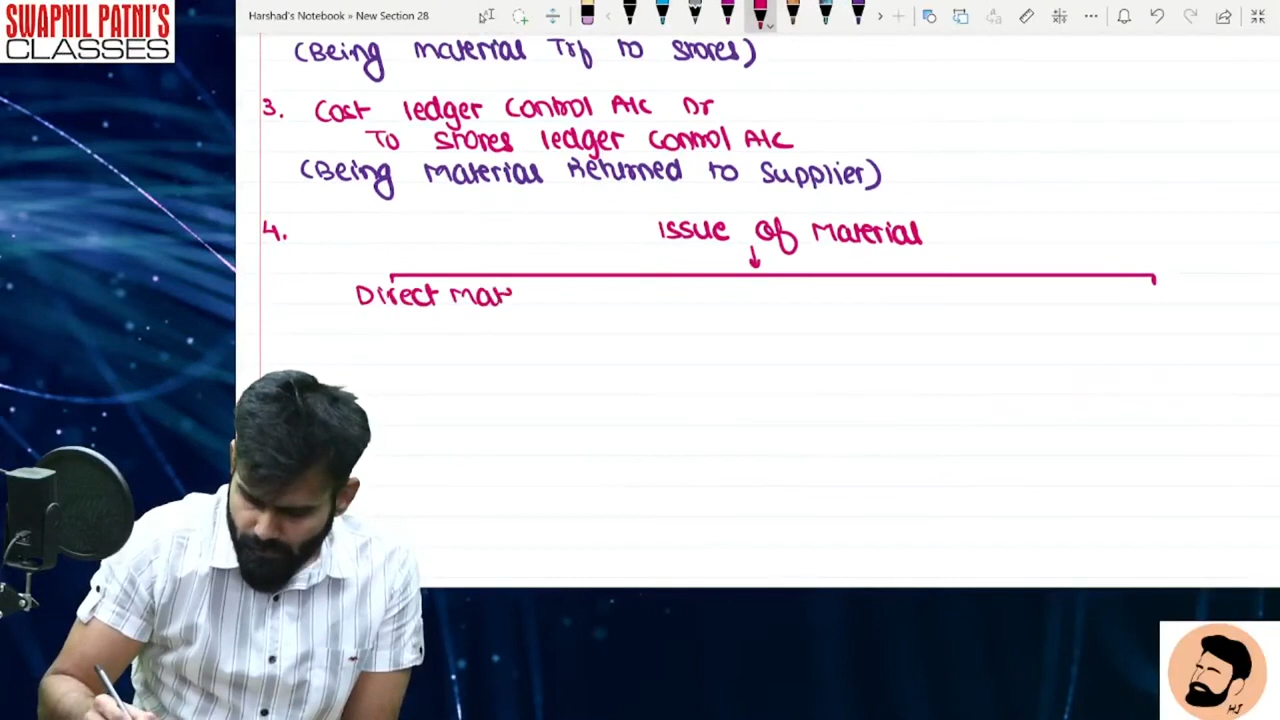 SWAPNIL PATNI'S
CLASSES
Harshad's Notebook » New Section 28
(Being Material Trf to Stores)
3. Cost ledger Control A/c Dr
To Stores ledger Control A/c
(Being Material Returned to Supplier)
4. Issue of Material
Direct Mat
HJ